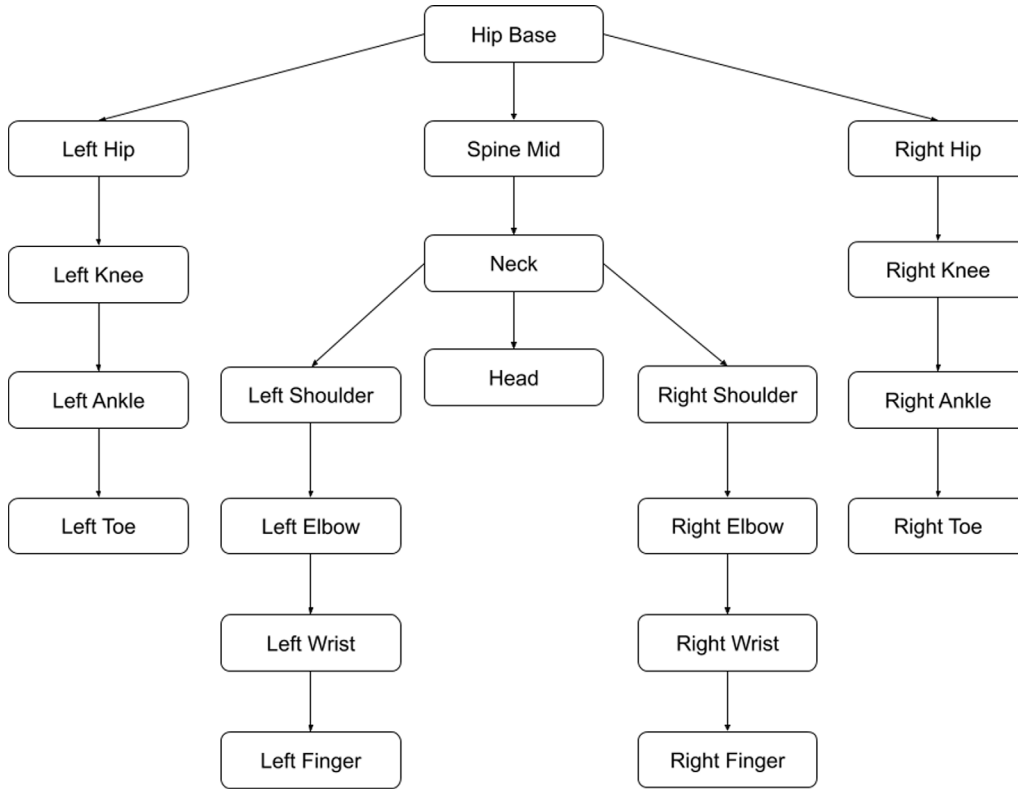 Hip Base
Left Hip
Spine Mid
Right Hip
Left Knee
Neck
Right Knee
Left Shoulder
Head
Right Shoulder
Left Ankle
Right Ankle
Left Toe
Left Elbow
Right Elbow
Right Toe
Left Wrist
Right Wrist
Left Finger
Right Finger